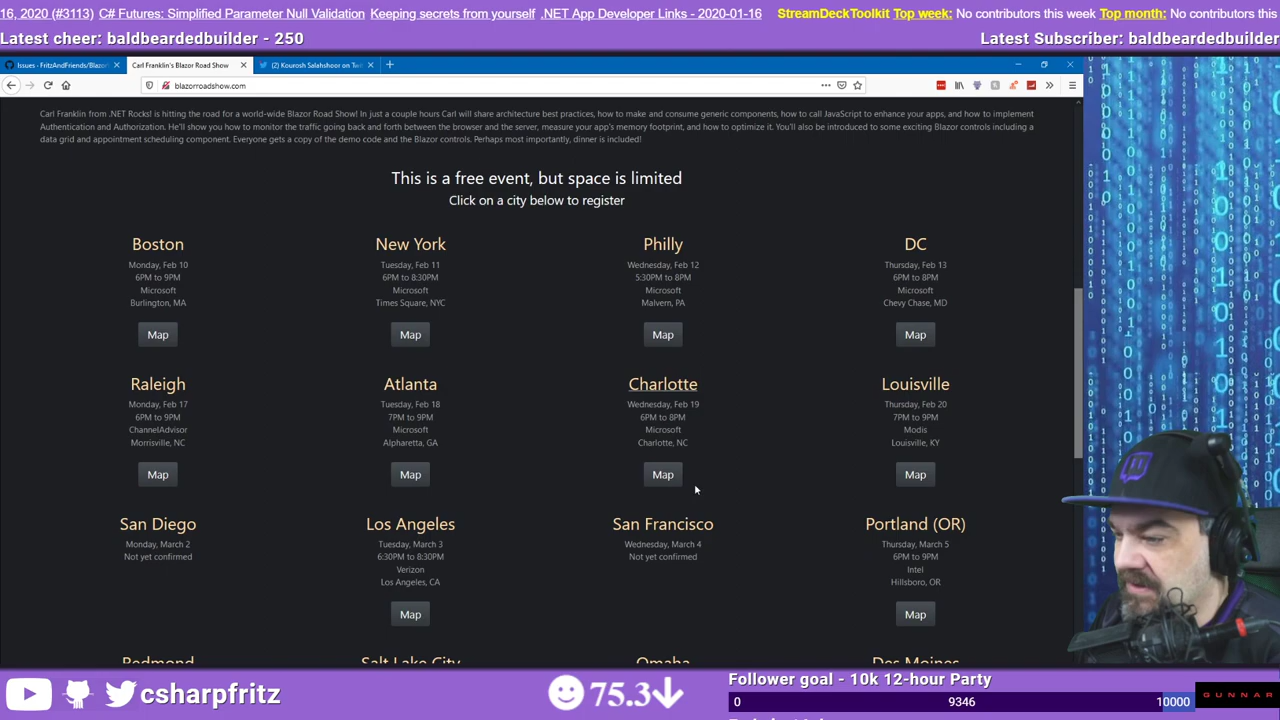 16, 2020 (#3113) C# Futures: Simplified Parameter Null Validation Keeping secrets from yourself .NET App Developer Links - 2020-01-16 StreamDeckToolkit Top week: No contributors this week Top month: No contributors this
Latest cheer: baldbeardedbuilder - 250 Latest Subscriber: baldbeardedbuilder
Issues - FritzAndFriends/Blazor Carl Franklin's Blazor Road Show (2) Kourosh Salahshoor on Twi
blazorroadshow.com
Carl Franklin from .NET Rocks! is hitting the road for a world-wide Blazor Road Show! In just a couple hours Carl will share architecture best practices, how to make and consume generic components, how to call JavaScript to enhance your apps, and how to implement
Authentication and Authorization. He'll show you how to monitor the traffic going back and forth between the browser and the server, measure your app's memory footprint, and how to optimize it. You'll also be introduced to some exciting Blazor controls including a
data grid and appointment scheduling component. Everyone gets a copy of the demo code and the Blazor controls. Perhaps most importantly, dinner is included!
This is a free event, but space is limited
Click on a city below to register
Boston New York Philly DC
Monday, Feb 10 Tuesday, Feb 11 Wednesday, Feb 12 Thursday, Feb 13
6PM to 9PM 6PM to 8:30PM 5:30PM to 8PM 6PM to 8PM
Microsoft Microsoft Microsoft Microsoft
Burlington, MA Times Square, NYC Malvern, PA Chevy Chase, MD
Map Map Map Map
Raleigh Atlanta Charlotte Louisville
Monday, Feb 17 Tuesday, Feb 18 Wednesday, Feb 19 Thursday, Feb 20
6PM to 9PM 7PM to 9PM 6PM to 8PM 7PM to 9PM
ChannelAdvisor Microsoft Microsoft Modis
Morrisville, NC Alpharetta, GA Charlotte, NC Louisville, KY
Map Map Map Map
San Diego Los Angeles San Francisco Portland (OR)
Monday, March 2 Tuesday, March 3 Wednesday, March 4 Thursday, March 5
Not yet confirmed 6:30PM to 8:30PM Not yet confirmed 6PM to 9PM
Verizon Intel
Los Angeles, CA Hillsboro, OR
Map Map
Redmond Salt Lake City Omaha Des Moines
csharpfritz 75.3 Follower goal - 10k 12-hour Party
0 9346 10000 GUNNAR